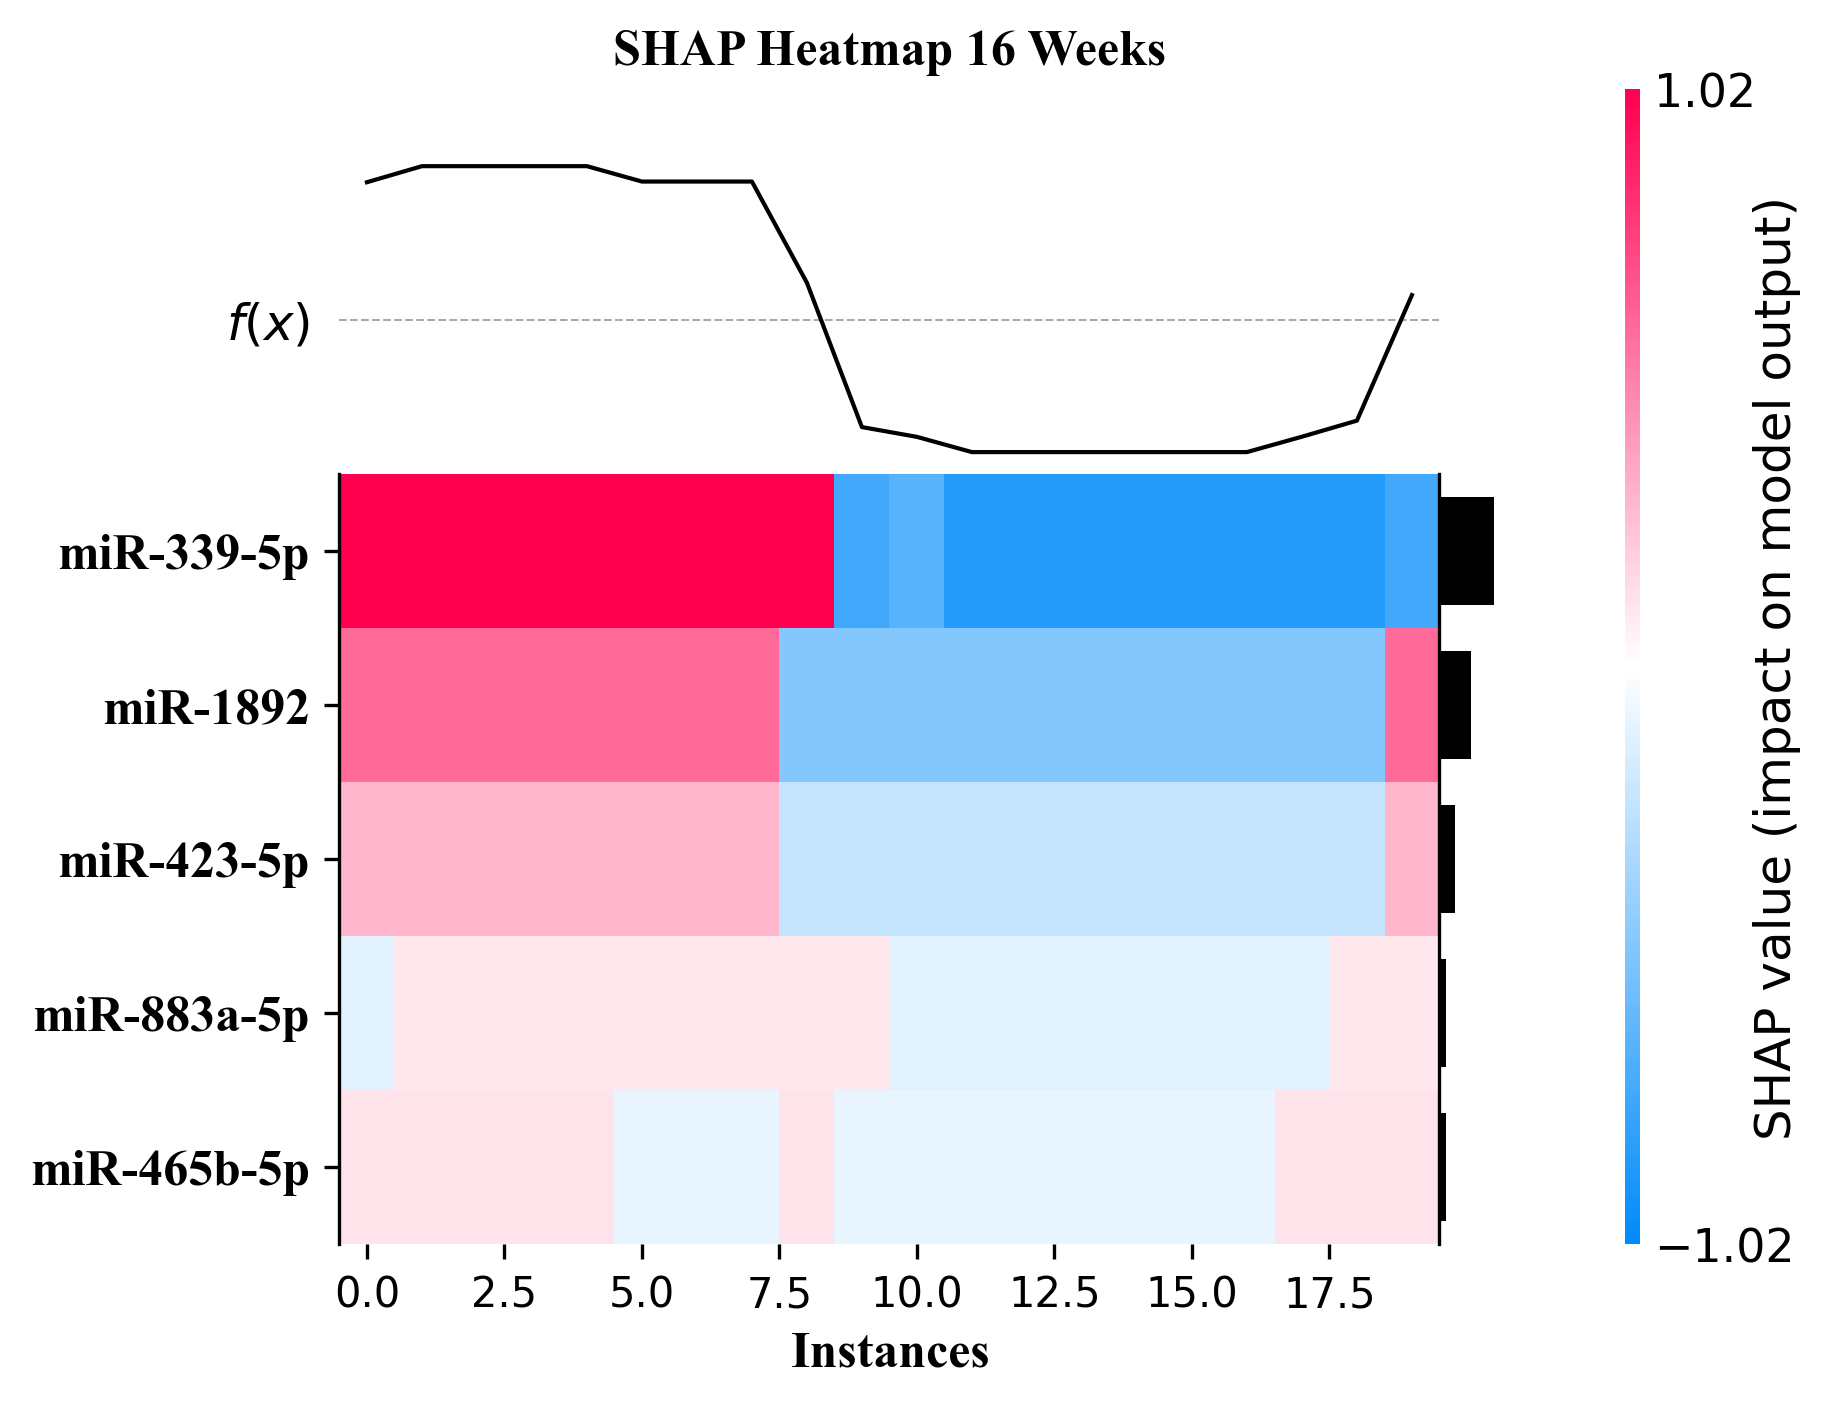 SHAP Heatmap 16 Weeks
1.02
f(x)
miR-339-5p
miR-1892
miR-423-5p
miR-883a-5p
miR-465b-5p
0.0 2.5 5.0 7.5 10.0 12.5 15.0 17.5
Instances
SHAP value (impact on model output)
−1.02